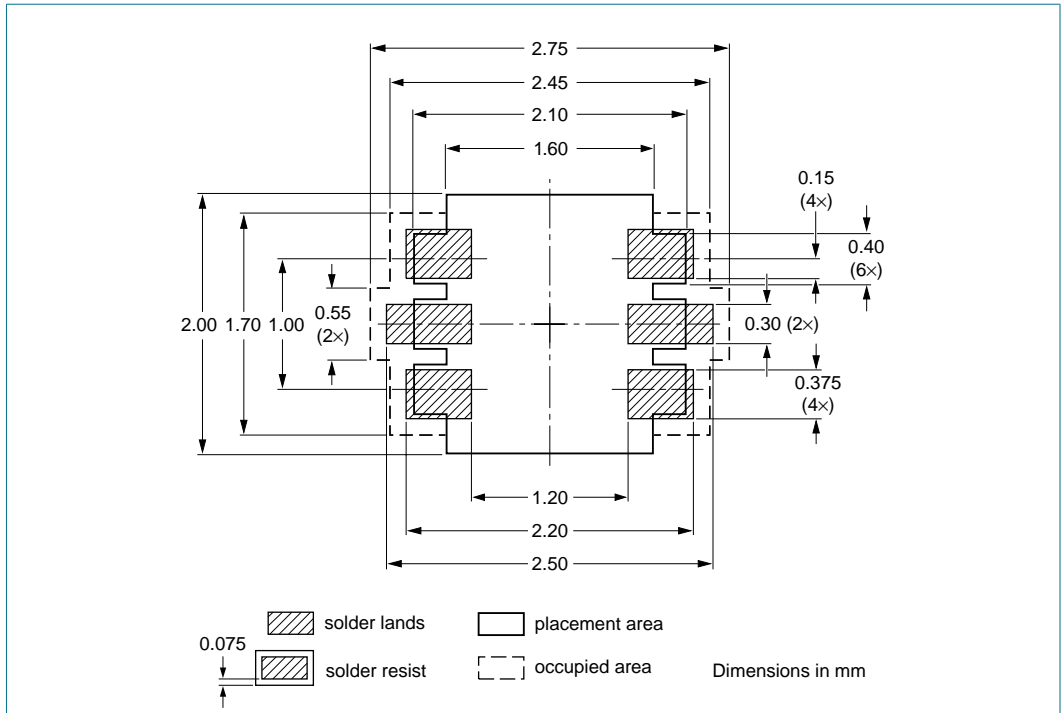 2.75
2.45
2.10
1.60
0.15
(4×)
0.40
(6×)
2.00 1.70 1.00
0.55
(2×)
0.30 (2×)
0.375
(4×)
1.20
2.20
2.50
solder lands
placement area
0.075
solder resist
occupied area
Dimensions in mm